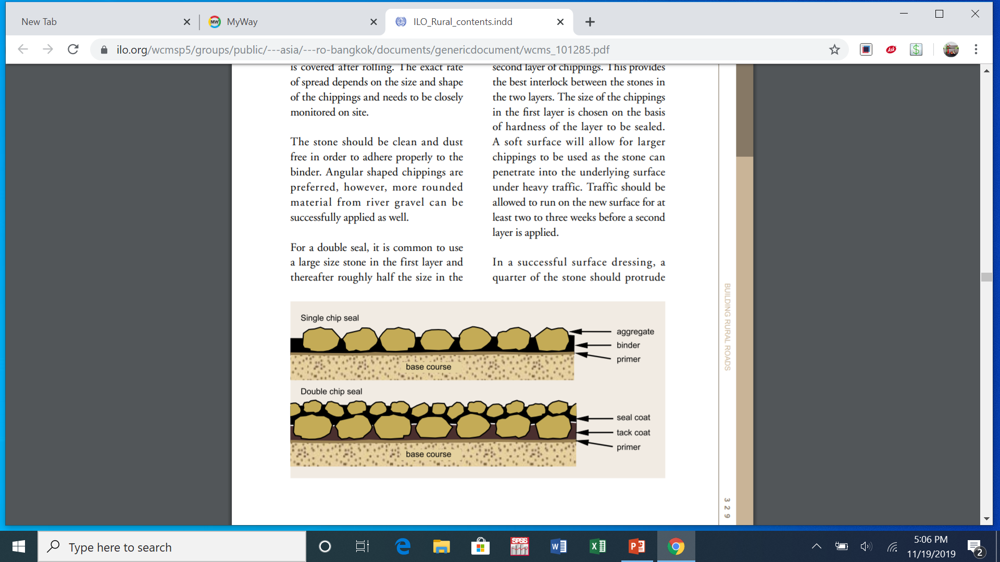 New Tab
MyWay
ILO_Rural_contents.indd
ilo.org/wcmsp5/groups/public/---asia/---ro-bangkok/documents/genericdocument/wcms_101285.pdf
Ask
is covered after rolling. The exact rate
of spread depends on the size and shape
of the chippings and needs to be closely
monitored on site.
The stone should be clean and dust
free in order to adhere properly to the
binder. Angular shaped chippings are
preferred, however, more rounded
material from river gravel can be
successfully applied as well.
For a double seal, it is common to use
a large size stone in the first layer and
thereafter roughly half the size in the
second layer of chippings. This provides
the best interlock between the stones in
the two layers. The size of the chippings
in the first layer is chosen on the basis
of hardness of the layer to be sealed.
A soft surface will allow for larger
chippings to be used as the stone can
penetrate into the underlying surface
under heavy traffic. Traffic should be
allowed to run on the new surface for at
least two to three weeks before a second
layer is applied.
In a successful surface dressing, a
quarter of the stone should protrude
Single chip seal
aggregate
binder
primer
base course
Double chip seal
seal coat
tack coat
primer
base course
BUILDING RURAL ROADS
329
Type here to search
SPSS
5:06 PM
11/19/2019
2